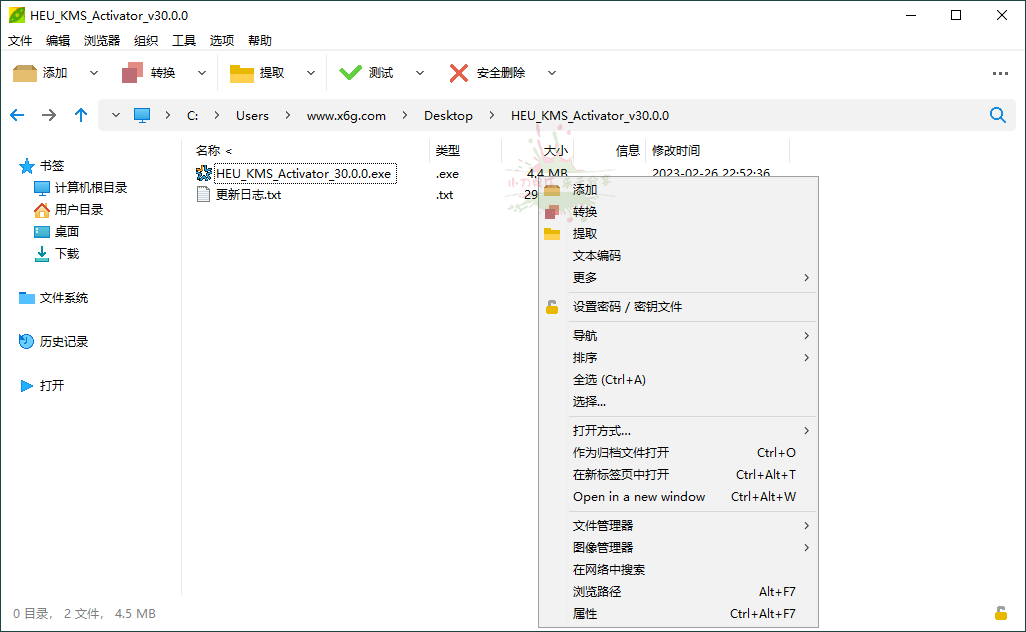 HEU_KMS_Activator_v30.0.0
文件 编辑 浏览器 组织 工具 选项 帮助
添加 转换 提取 测试 安全删除
C: Users www.x6g.com Desktop HEU_KMS_Activator_v30.0.0
名称 < 类型 大小 信息 修改时间
HEU_KMS_Activator_30.0.0.exe .exe 4.4 MB 2023-02-26 22:52:36
更新日志.txt .txt 29
书签
计算机根目录
用户目录
桌面
下载
文件系统
历史记录
打开
添加
转换
提取
文本编码
更多
设置密码 / 密钥文件
导航
排序
全选 (Ctrl+A)
选择...
打开方式...
作为归档文件打开 Ctrl+O
在新标签页中打开 Ctrl+Alt+T
Open in a new window Ctrl+Alt+W
文件管理器
图像管理器
在网络中搜索
浏览路径 Alt+F7
属性 Ctrl+Alt+F7
0 目录， 2 文件， 4.5 MB